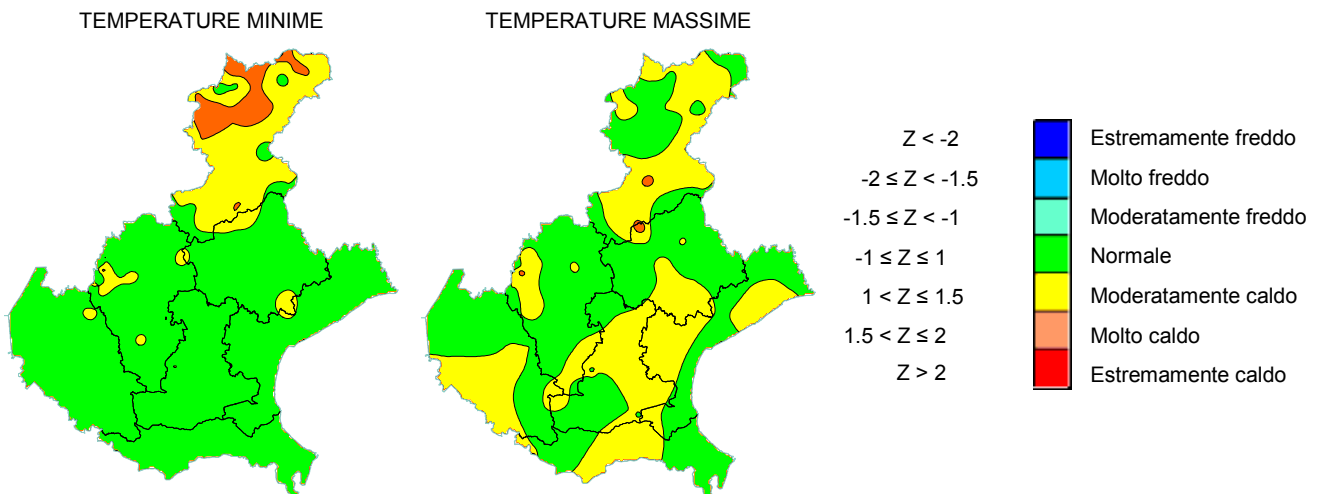 TEMPERATURE MINIME
TEMPERATURE MASSIME
Z < -2 Estremamente freddo
-2 ≤ Z < -1.5 Molto freddo
-1.5 ≤ Z < -1 Moderatamente freddo
-1 ≤ Z ≤ 1 Normale
1 < Z ≤ 1.5 Moderatamente caldo
1.5 < Z ≤ 2 Molto caldo
Z > 2 Estremamente caldo